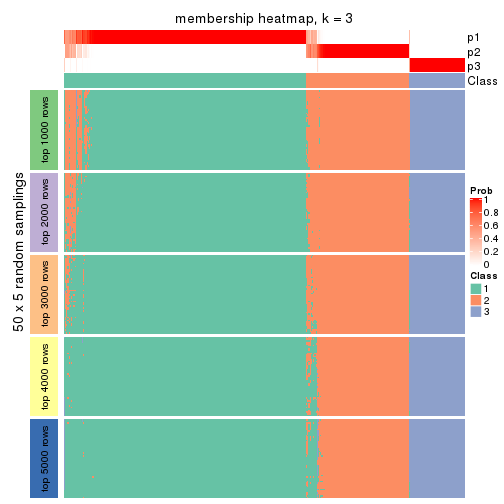 membership heatmap, k = 3
p1
p2
p3
Class
50 x 5 random samplings
top 1000 rows
top 2000 rows
top 3000 rows
top 4000 rows
top 5000 rows
Prob
1
0.8
0.6
0.4
0.2
0
Class
1
2
3